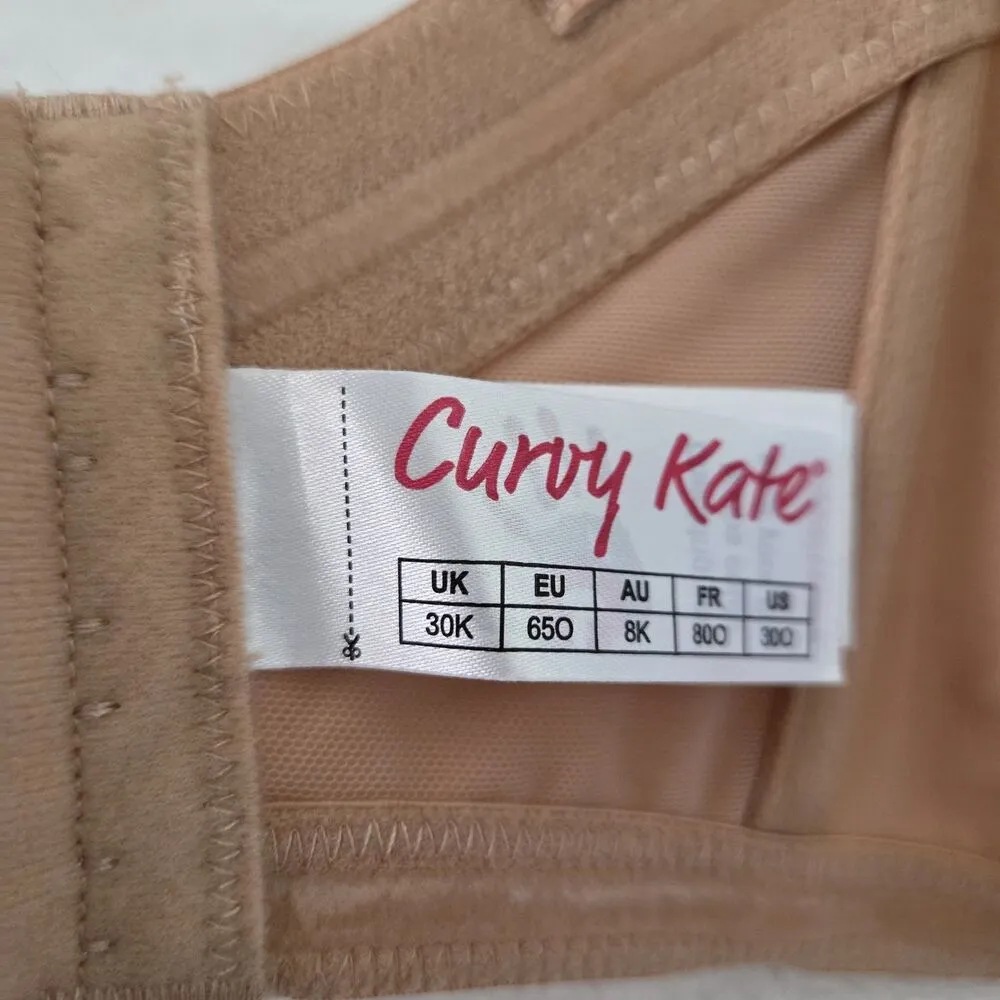 Curvy Kate®
UK EU AU FR US
30K 65O 8K 80O 30O